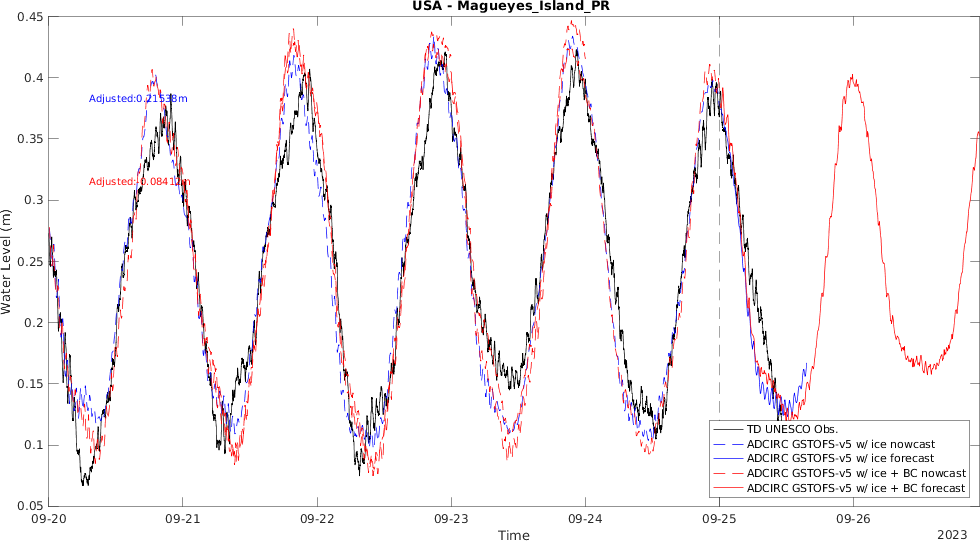 USA - Magueyes_Island_PR
0.45
0.4
0.35
0.3
0.25
0.2
0.15
0.1
0.05
Water Level (m)
Adjusted:0.21538m
Adjusted:-0.08412m
TD UNESCO Obs.
ADCIRC GSTOFS-v5 w/ ice nowcast
ADCIRC GSTOFS-v5 w/ ice forecast
ADCIRC GSTOFS-v5 w/ ice + BC nowcast
ADCIRC GSTOFS-v5 w/ ice + BC forecast
09-20 09-21 09-22 09-23 09-24 09-25 09-26
Time
2023